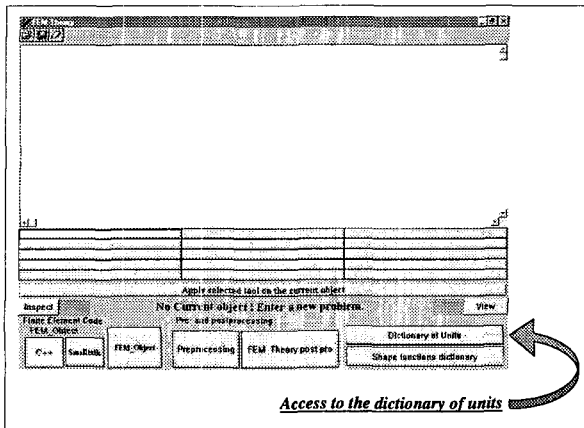 FEM_Theory
Apply selected tool on the current object
Inspect
No Current object ! Enter a new problem.
View
Finite Element Code
Pre- and postprocessing
FEM_Object
C++
Smalltalk
FEM_Object
Preprocessing
FEM_Theory post pro
Dictionary of Units
Shape functions dictionary
Access to the dictionary of units